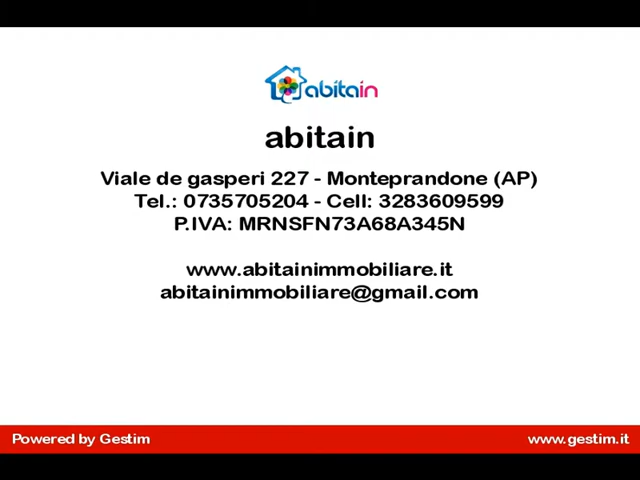 abitain
abitain
Viale de gasperi 227 - Monteprandone (AP)
Tel.: 0735705204 - Cell: 3283609599
P.IVA: MRNSFN73A68A345N
www.abitainimmobiliare.it
abitainimmobiliare@gmail.com
Powered by Gestim
www.gestim.it